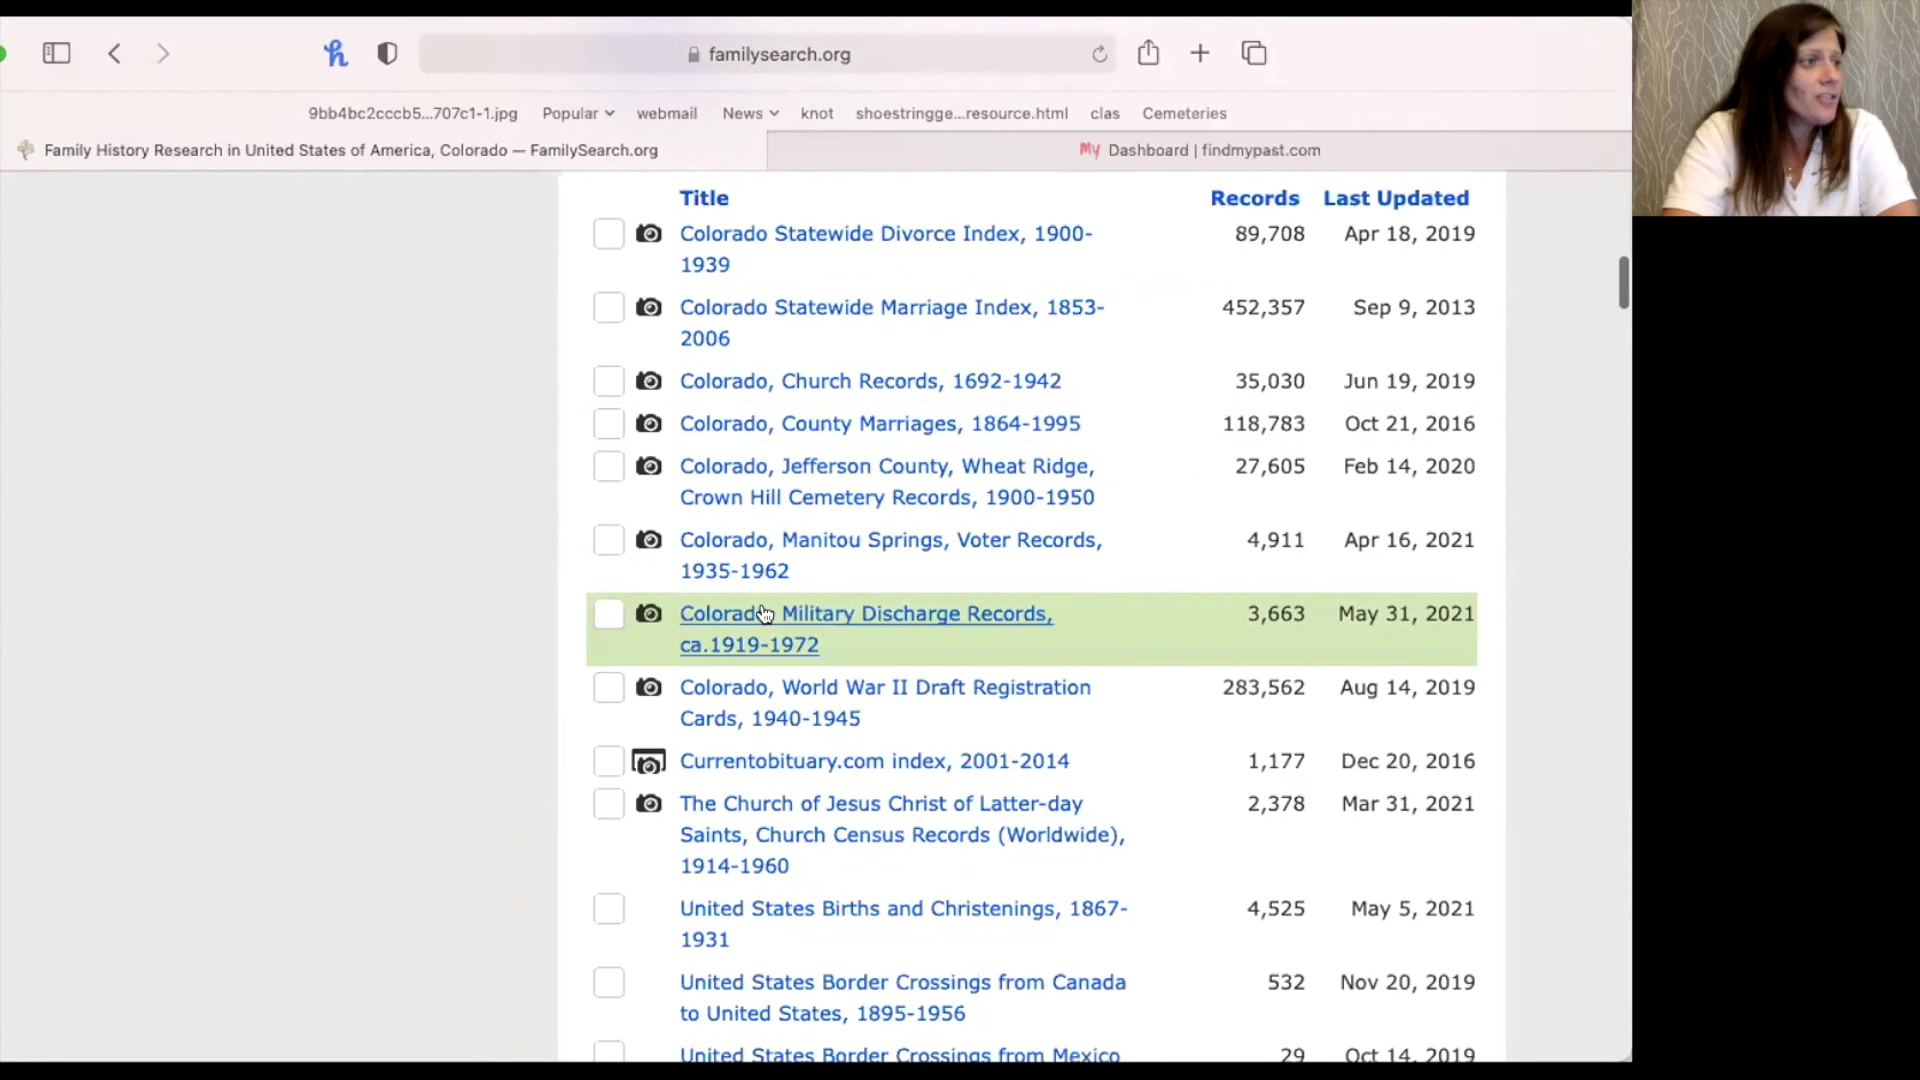 familysearch.org
9bb4bc2cccb5...707c1-1.jpg Popular webmail News knot shoestringge...resource.html clas Cemeteries
Family History Research in United States of America, Colorado — FamilySearch.org My Dashboard | findmypast.com
Title Records Last Updated
Colorado Statewide Divorce Index, 1900- 89,708 Apr 18, 2019
1939
Colorado Statewide Marriage Index, 1853- 452,357 Sep 9, 2013
2006
Colorado, Church Records, 1692-1942 35,030 Jun 19, 2019
Colorado, County Marriages, 1864-1995 118,783 Oct 21, 2016
Colorado, Jefferson County, Wheat Ridge, 27,605 Feb 14, 2020
Crown Hill Cemetery Records, 1900-1950
Colorado, Manitou Springs, Voter Records, 4,911 Apr 16, 2021
1935-1962
Colorado, Military Discharge Records, 3,663 May 31, 2021
ca.1919-1972
Colorado, World War II Draft Registration 283,562 Aug 14, 2019
Cards, 1940-1945
Currentobituary.com index, 2001-2014 1,177 Dec 20, 2016
The Church of Jesus Christ of Latter-day 2,378 Mar 31, 2021
Saints, Church Census Records (Worldwide),
1914-1960
United States Births and Christenings, 1867- 4,525 May 5, 2021
1931
United States Border Crossings from Canada 532 Nov 20, 2019
to United States, 1895-1956
United States Border Crossings from Mexico 29 Oct 14, 2019